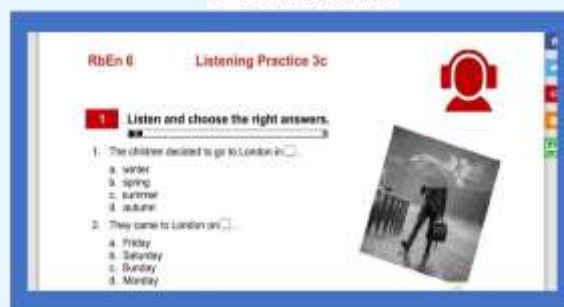 RbEn 6 Listening Practice 3c
1 Listen and choose the right answers.
1. The children decided to go to London in ☐.
a. winter
b. spring
c. summer
d. autumn
2. They came to London on ☐.
a. Friday
b. Saturday
c. Sunday
d. Monday